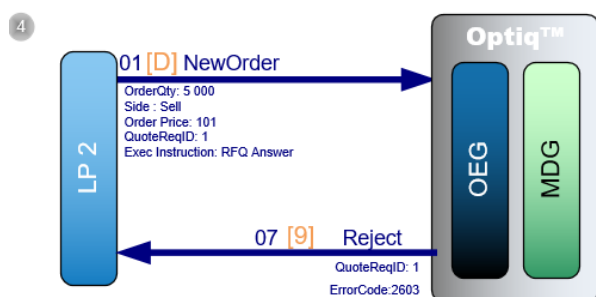 4
Optiq™
01 [D] NewOrder
OrderQty: 5 000
Side : Sell
Order Price: 101
QuoteReqID: 1
Exec Instruction: RFQ Answer
LP 2
OEG
MDG
07 [9] Reject
QuoteReqID: 1
ErrorCode:2603